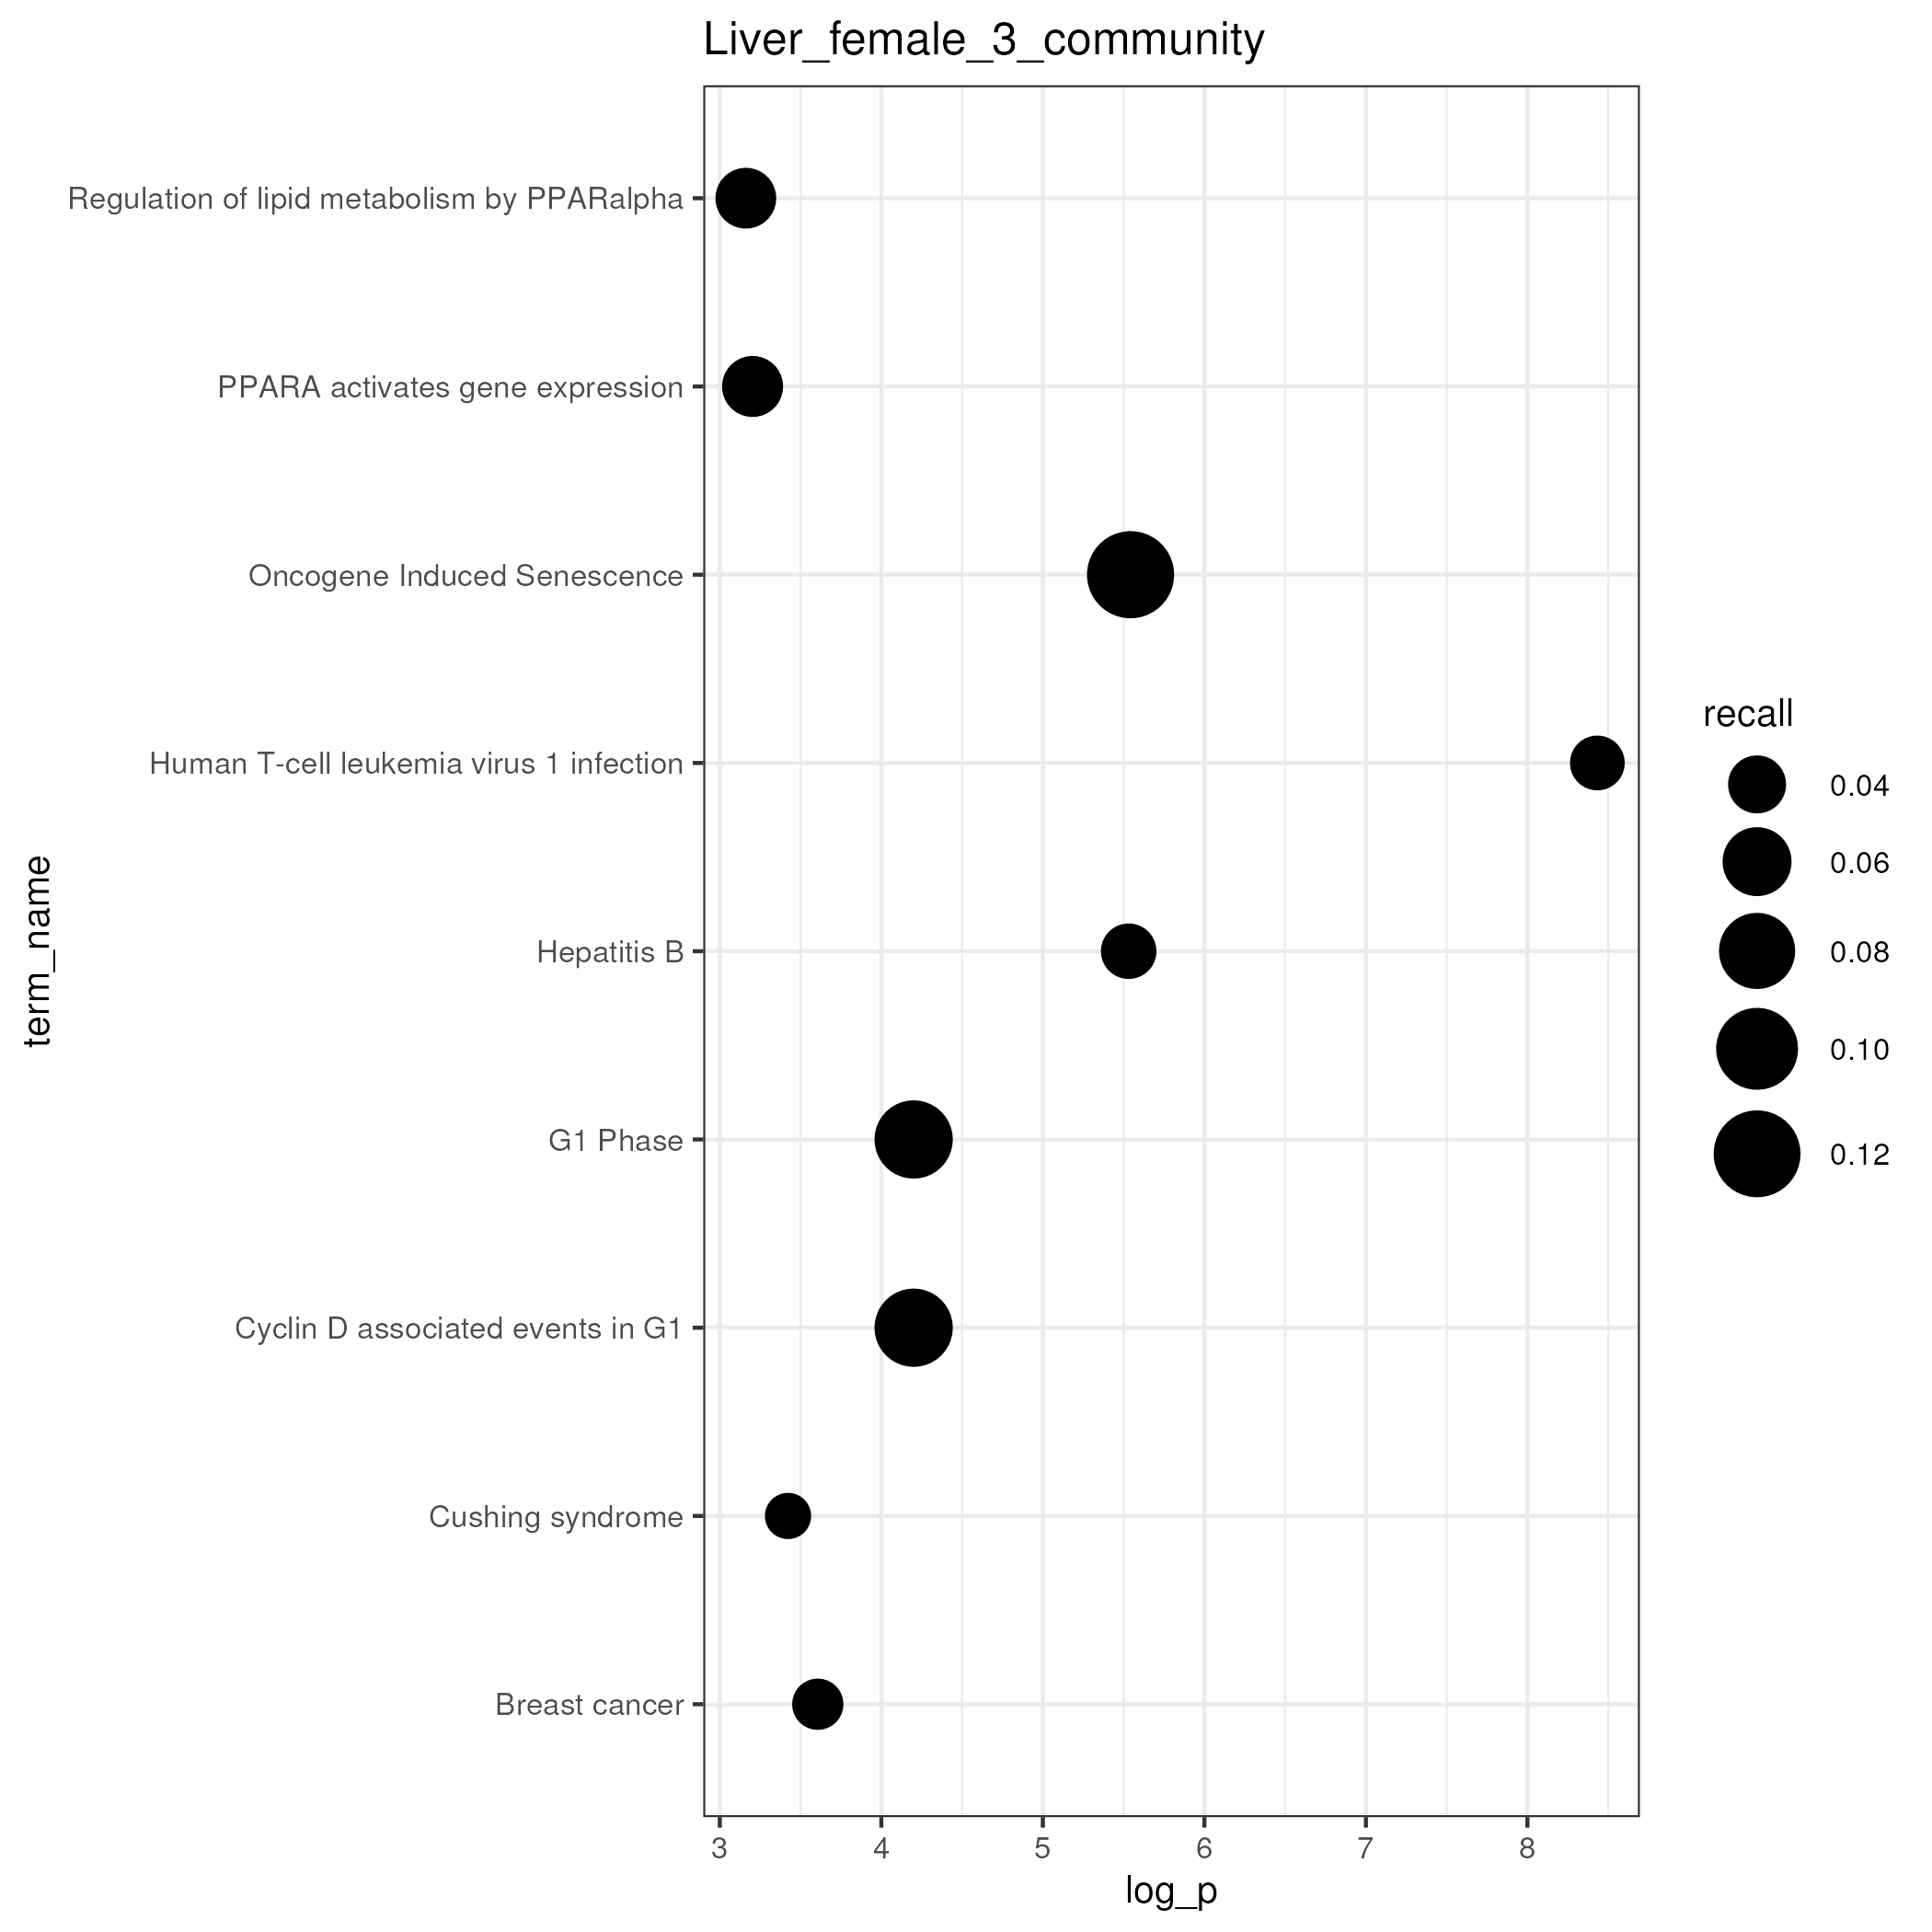 Liver_female_3_community
Regulation of lipid metabolism by PPARalpha
PPARA activates gene expression
Oncogene Induced Senescence
Human T-cell leukemia virus 1 infection
Hepatitis B
G1 Phase
Cyclin D associated events in G1
Cushing syndrome
Breast cancer
term_name
3 4 5 6 7 8
log_p
recall
0.04
0.06
0.08
0.10
0.12